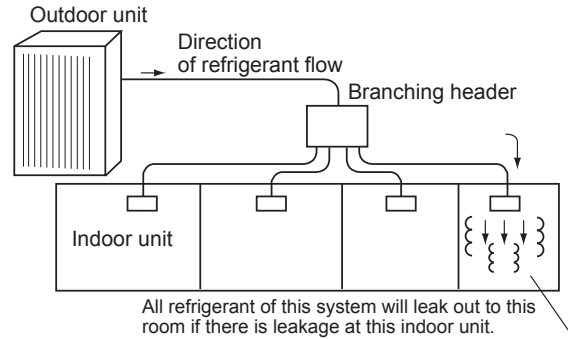 Outdoor unit
Direction
of refrigerant flow
Branching header
Indoor unit
All refrigerant of this system will leak out to this
room if there is leakage at this indoor unit.